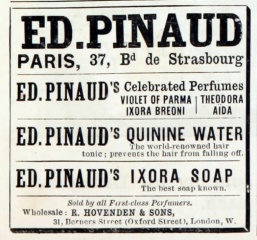 ED. PINAUD
PARIS, 37, Bd de Strasbourg
ED. PINAUD'S Celebrated Perfumes
VIOLET OF PARMA | THEODORA
IXORA BREONI | AIDA
ED. PINAUD'S QUININE WATER
The world-renowned hair
tonic; prevents the hair from falling off.
ED. PINAUD'S IXORA SOAP
The best soap known.
Sold by all First-class Perfumers.
Wholesale: R. HOVENDEN & SONS,
31, Berners Street (Oxford Street), London, W.